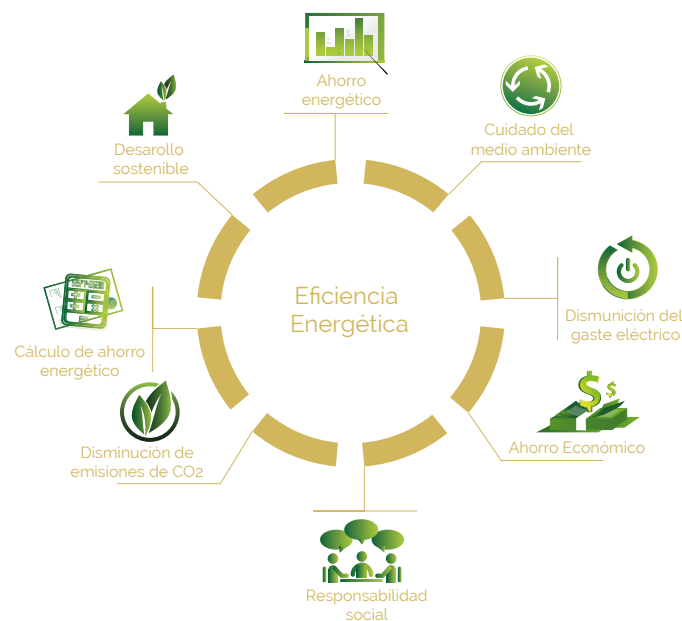 Ahorro
energético
Cuidado del
medio ambiente
Desarollo
sostenible
Eficiencia
Energética
Dismunición del
gaste eléctrico
Cálculo de ahorro
energético
Ahorro Económico
Disminución de
emisiones de CO2
Responsabilidad
social